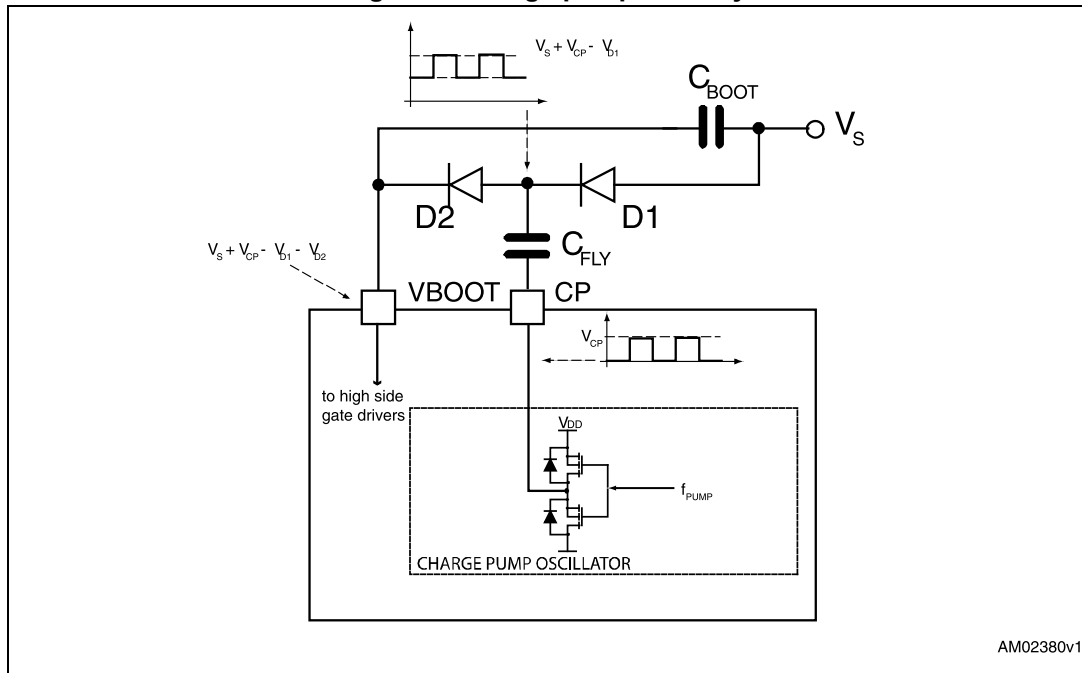 V_S + V_CP - V_D1
C_BOOT
V_S
D2
D1
C_FLY
V_S + V_CP - V_D1 - V_D2
VBOOT
CP
V_CP
to high side
gate drivers
V_DD
f_PUMP
CHARGE PUMP OSCILLATOR
AM02380v1